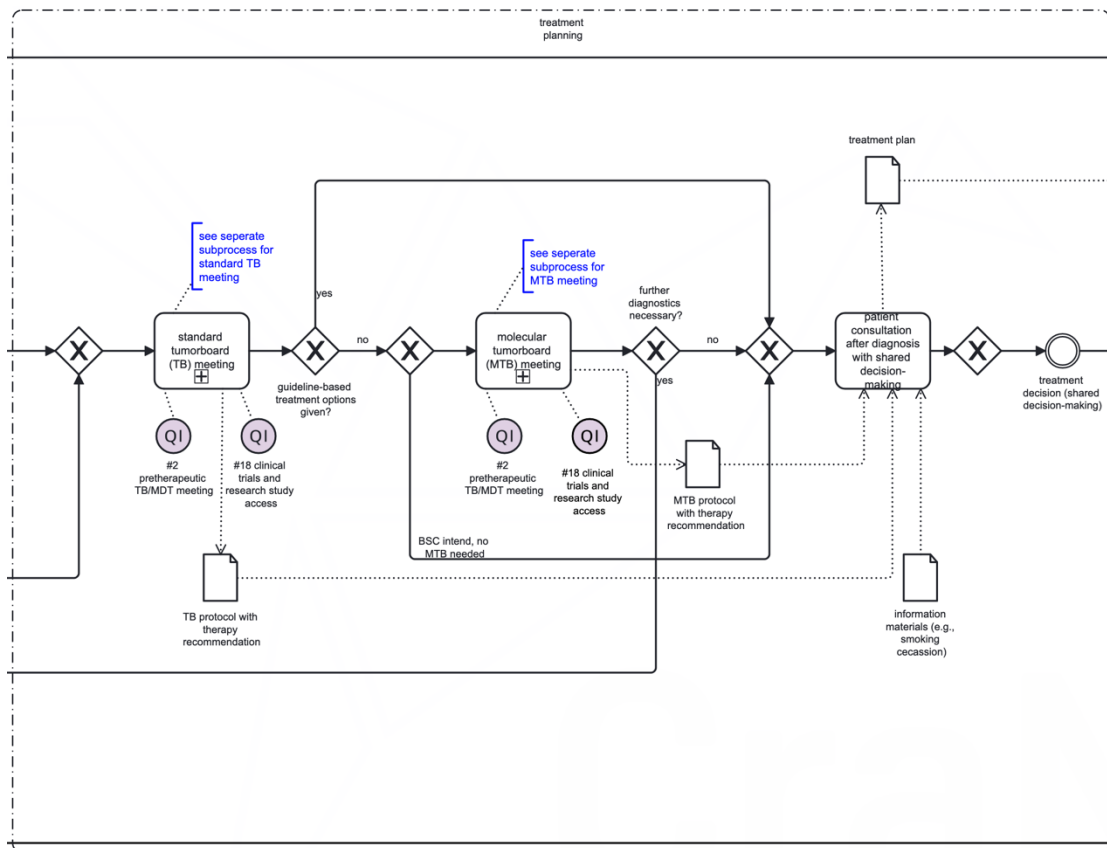 treatment
planning
treatment plan
see seperate
subprocess for
standard TB
meeting
see seperate
subprocess for
MTB meeting
yes
further
diagnostics
necessary?
X
standard
tumorboard
(TB) meeting
X
no
X
molecular
tumorboard
(MTB) meeting
X
no
X
patient
consultation
after diagnosis
with shared
decision-
making
X
yes
guideline-based
treatment options
given?
treatment
decision (shared
decision-making)
QI
QI
QI
QI
#2
pretherapeutic
TB/MDT meeting
#18 clinical
trials and
research study
access
#2
pretherapeutic
TB/MDT meeting
#18 clinical
trials and
research study
access
MTB protocol
with therapy
recommendation
BSC intend, no
MTB needed
TB protocol with
therapy
recommendation
information
materials (e.g.,
smoking
cecassion)